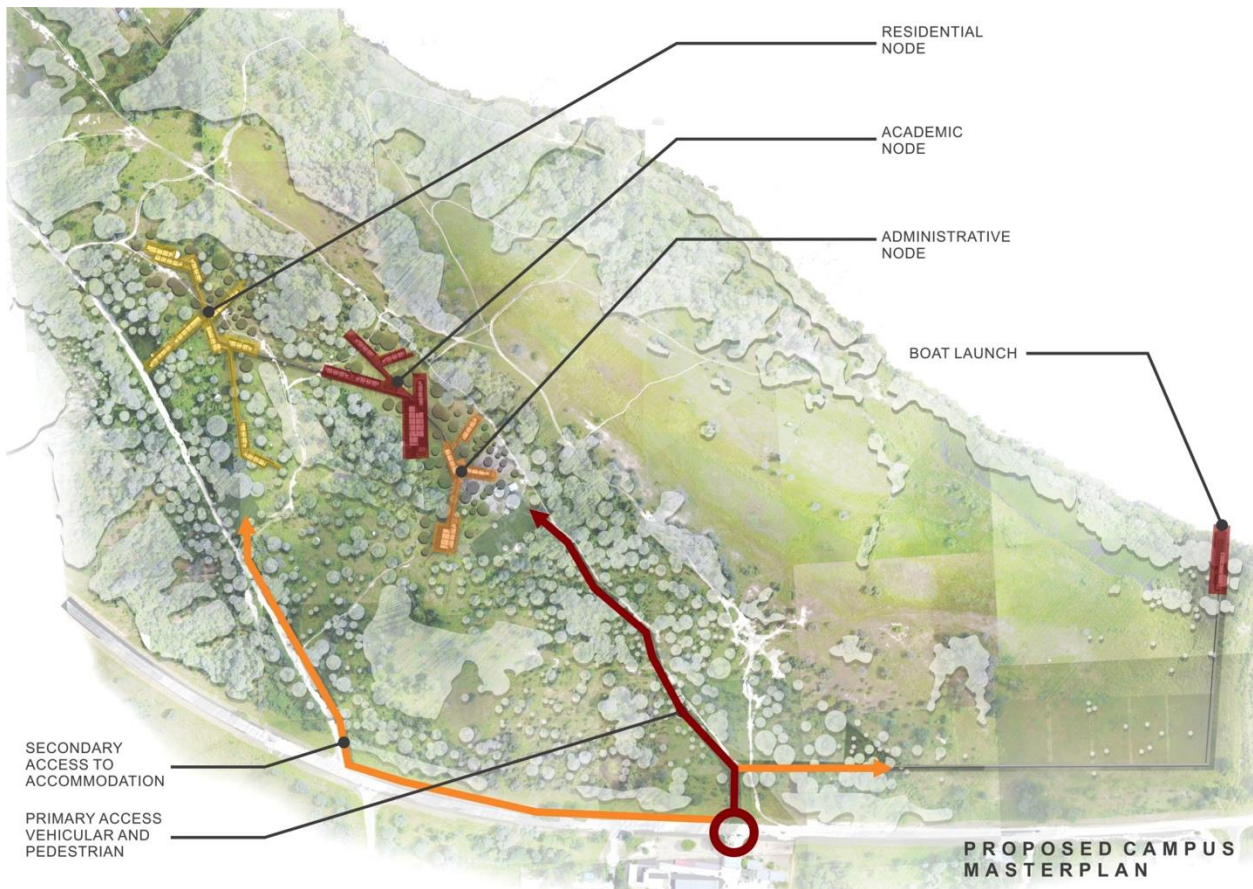 RESIDENTIAL
NODE
ACADEMIC
NODE
ADMINISTRATIVE
NODE
BOAT LAUNCH
SECONDARY
ACCESS TO
ACCOMMODATION
PRIMARY ACCESS
VEHICULAR AND
PEDESTRIAN
PROPOSED CAMPUS
MASTERPLAN